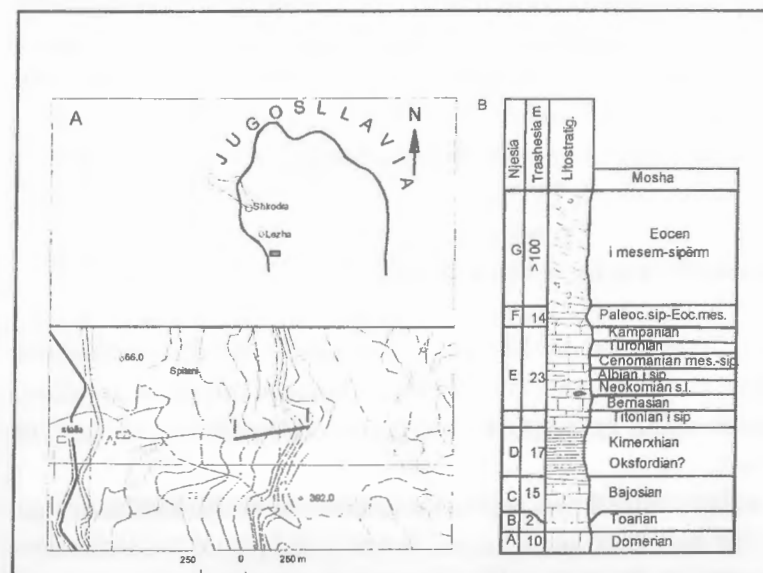 A
JUGOSLLAVIA
N
Shkodra
Lezha
66.0
Spiteni
392.0
250 0 250 m
B
Njesia
Trashesia m
Litostratig.
Mosha
G >100 Eocen
i mesem-sipërm
F 14 Paleoc.sip-Eoc.mes.
E 23 Kampanian
Turonian
Cenomanian mes.-sip
Albian i sip
Neokomian s.l.
Berriasian
Titonian i sip
D 17 Kimerxhian
Oksfordian?
C 15 Bajosian
B 2 Toarian
A 10 Domerian